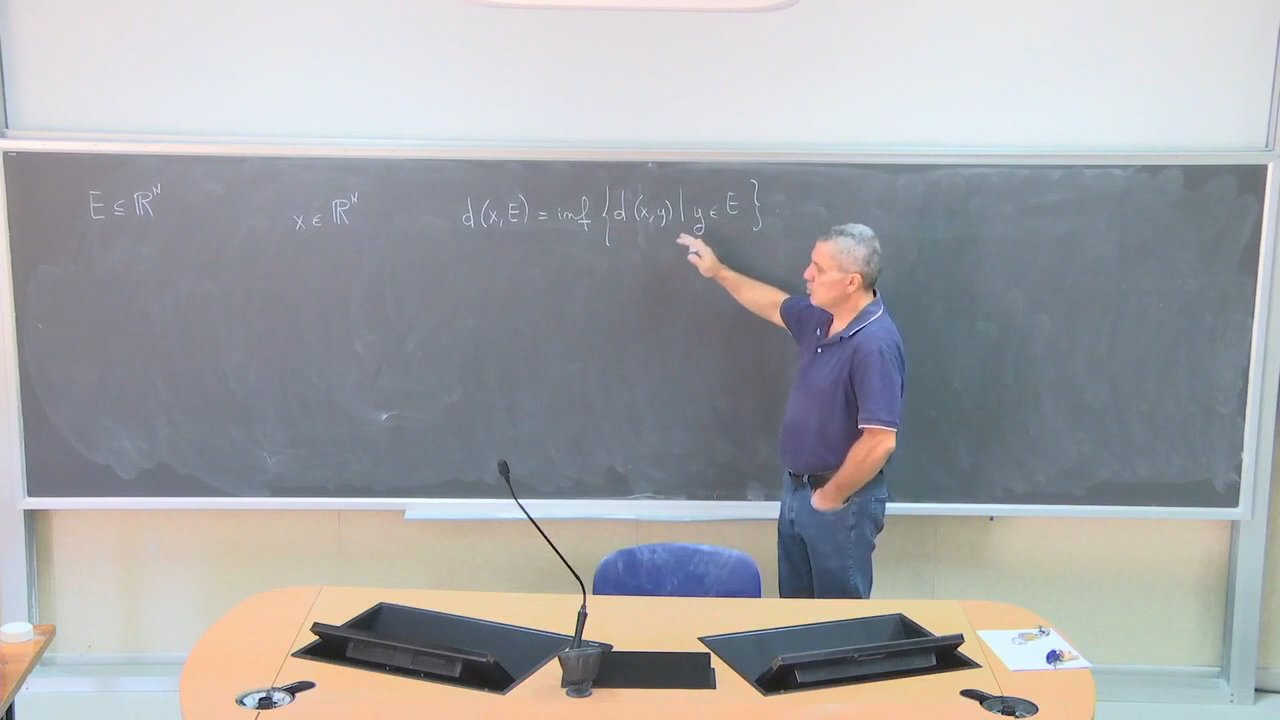 E ⊆ ℝᴺ x ∈ ℝᴺ d(x,E) = inf { d(x,y) | y ∈ E }.